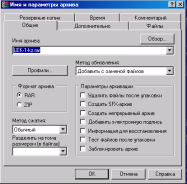 Имя и параметры архива
Резервные копии Время Комментарий
Общие Дополнительно Файлы
Имя архива
Обзор...
Метод обновления:
Профили...
Добавить с заменой файлов
Формат архива
RAR
ZIP
Параметры архивации
Удалить файлы после упаковки
Создать SFX-архив
Создать непрерывный архив
Добавить электронную подпись
Информация для восстановления
Тест файлов после упаковки
Заблокировать архив
Метод сжатия:
Обычный
Разделить на тома
размером (в байтах)
OK Отмена Справка